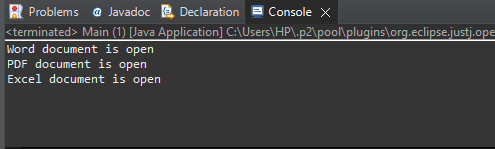 Problems Javadoc Declaration Console
<terminated> Main (1) [Java Application] C:\Users\HP\.p2\pool\plugins\org.eclipse.justj.ope
Word document is open
PDF document is open
Excel document is open